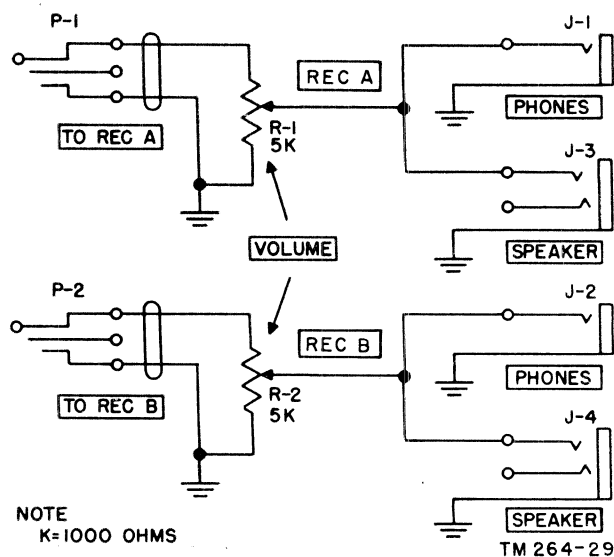 P-1
J-1
REC A
PHONES
TO REC A
R-1
5K
J-3
VOLUME
SPEAKER
P-2
J-2
REC B
PHONES
TO REC B
R-2
5K
J-4
NOTE
K=1000 OHMS
SPEAKER
TM 264-29